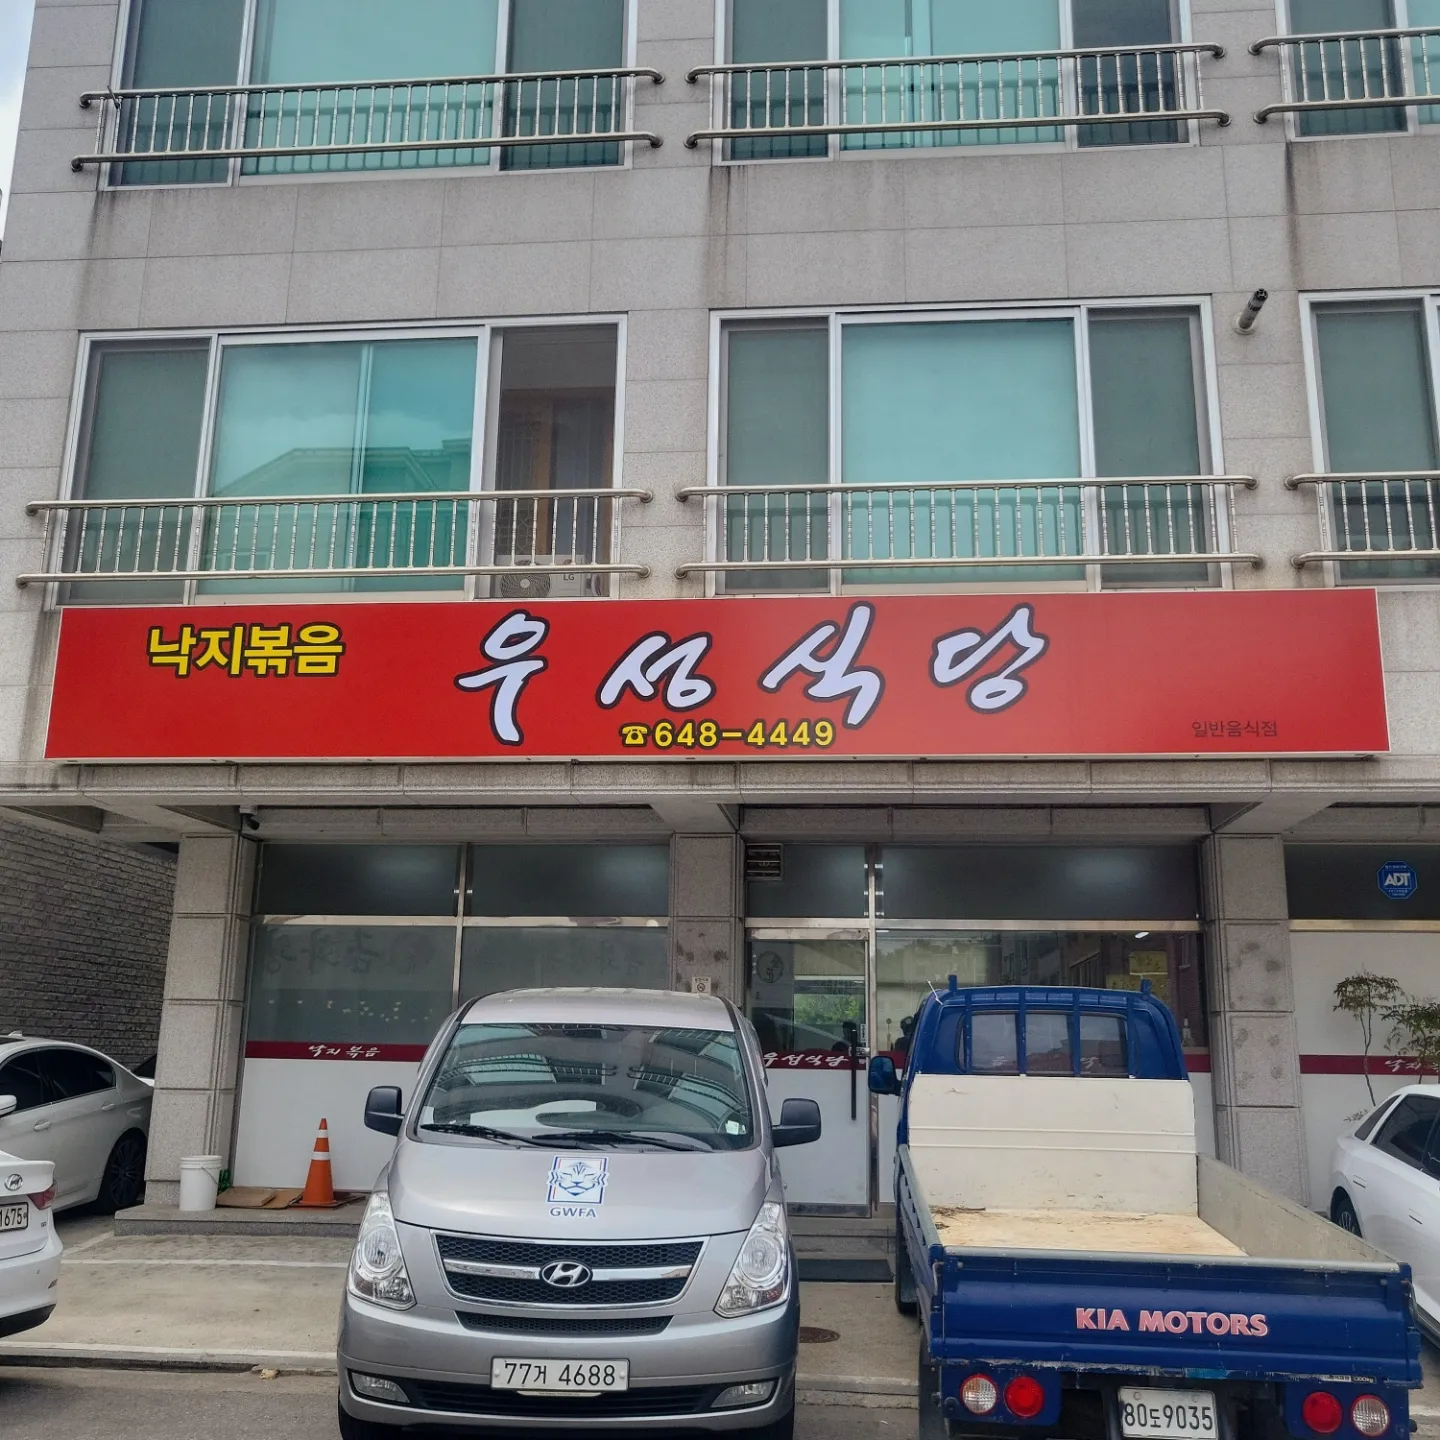 LG
낙지볶음
우성식당
☎648-4449
일반음식점
ADT
낙지볶음
우성식당
GWFA
77거 4688
KIA MOTORS
80도9035
1675